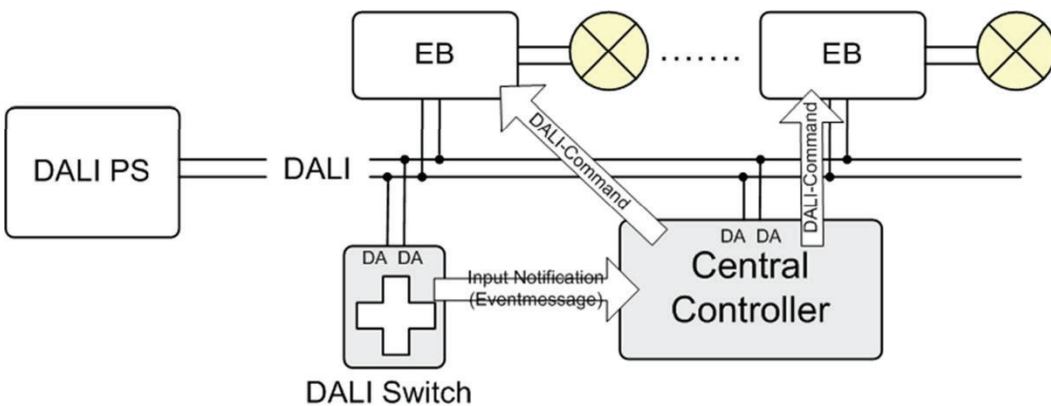 EB
EB
DALI PS
DALI
DALI-Command
DALI-Command
DA DA
DA DA
Input Notification
(Eventmessage)
Central
Controller
DALI Switch